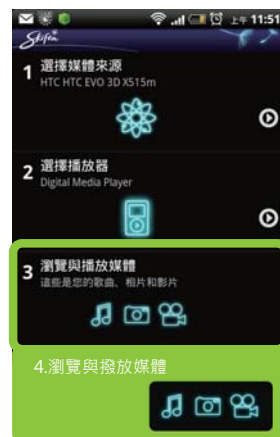 上午 11:51
Skifta
1 選擇媒體來源
HTC HTC EVO 3D X515m
2 選擇播放器
Digital Media Player
3 瀏覽與播放媒體
這些是您的歌曲、相片和影片
4.瀏覽與撥放媒體